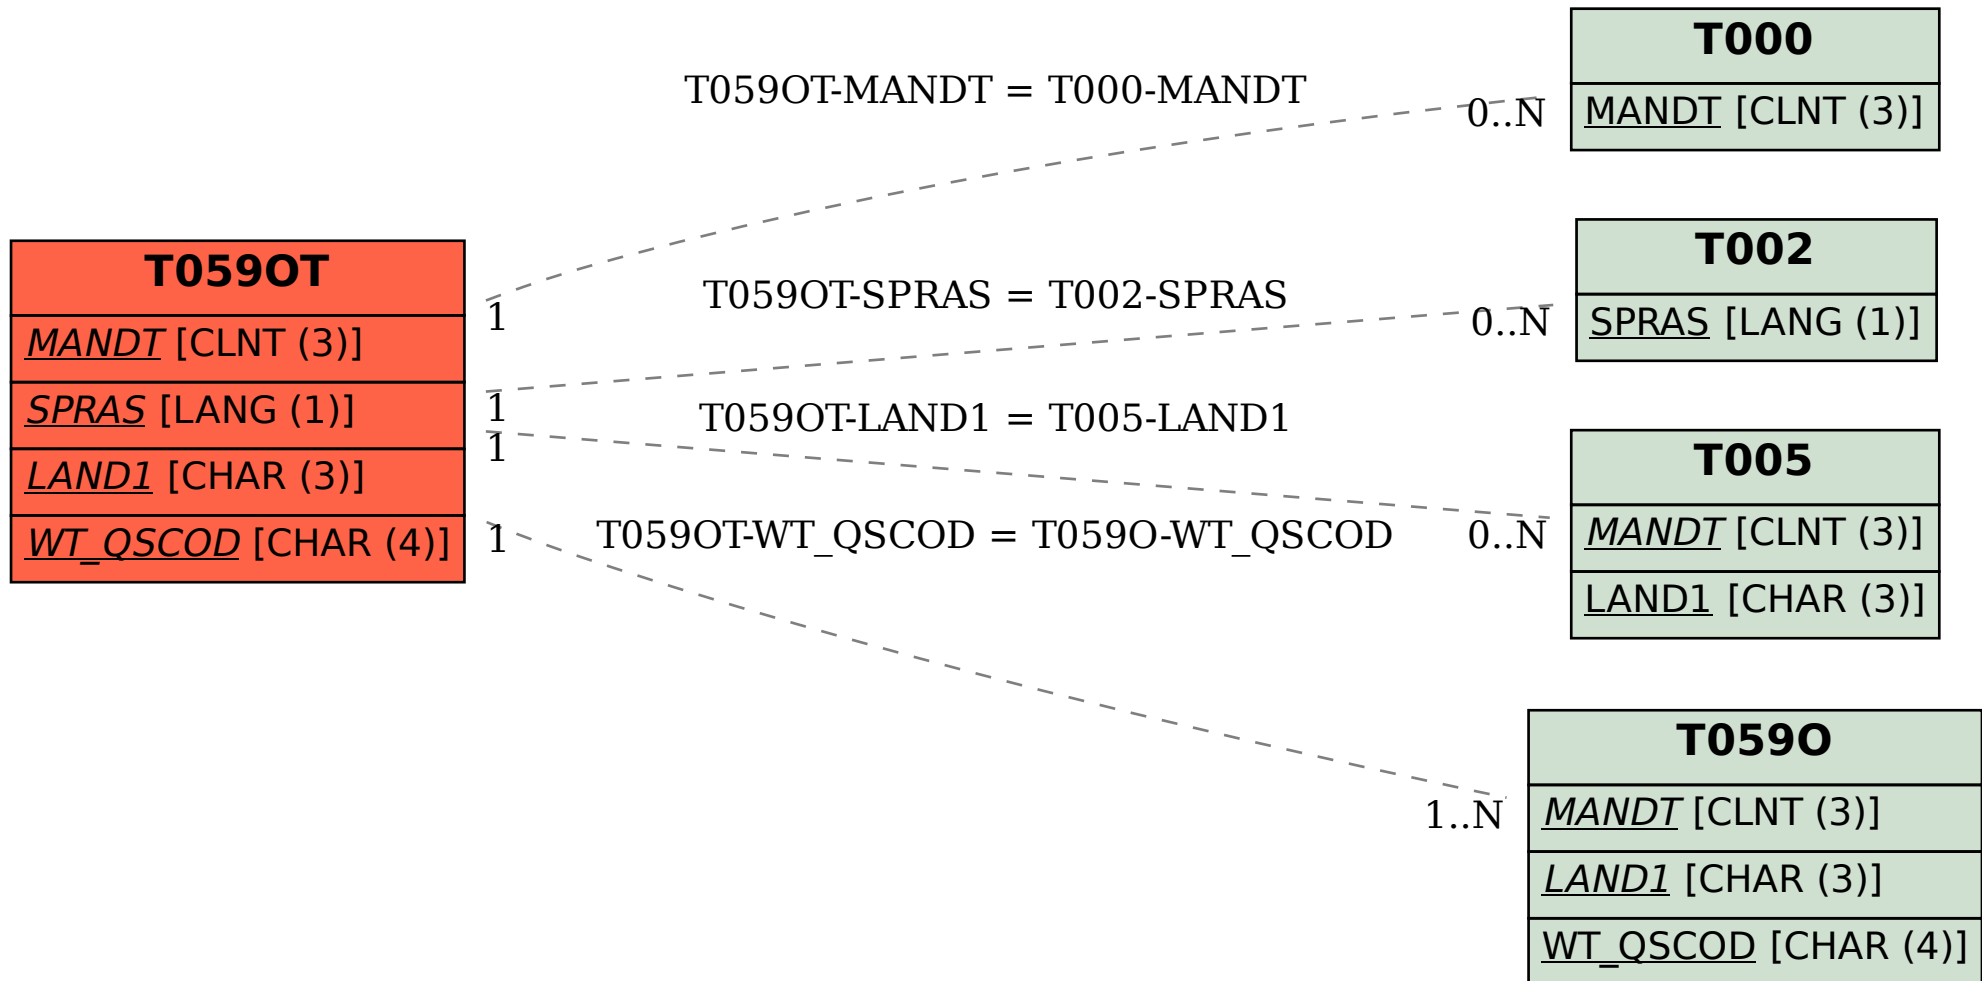 T059OT
MANDT [CLNT (3)]
SPRAS [LANG (1)]
LAND1 [CHAR (3)]
WT_QSCOD [CHAR (4)]
T059OT-MANDT = T000-MANDT
1
0..N
T059OT-SPRAS = T002-SPRAS
1
0..N
T059OT-LAND1 = T005-LAND1
1
0..N
T059OT-WT_QSCOD = T059O-WT_QSCOD
1
1..N
T000
MANDT [CLNT (3)]
T002
SPRAS [LANG (1)]
T005
MANDT [CLNT (3)]
LAND1 [CHAR (3)]
T059O
MANDT [CLNT (3)]
LAND1 [CHAR (3)]
WT_QSCOD [CHAR (4)]